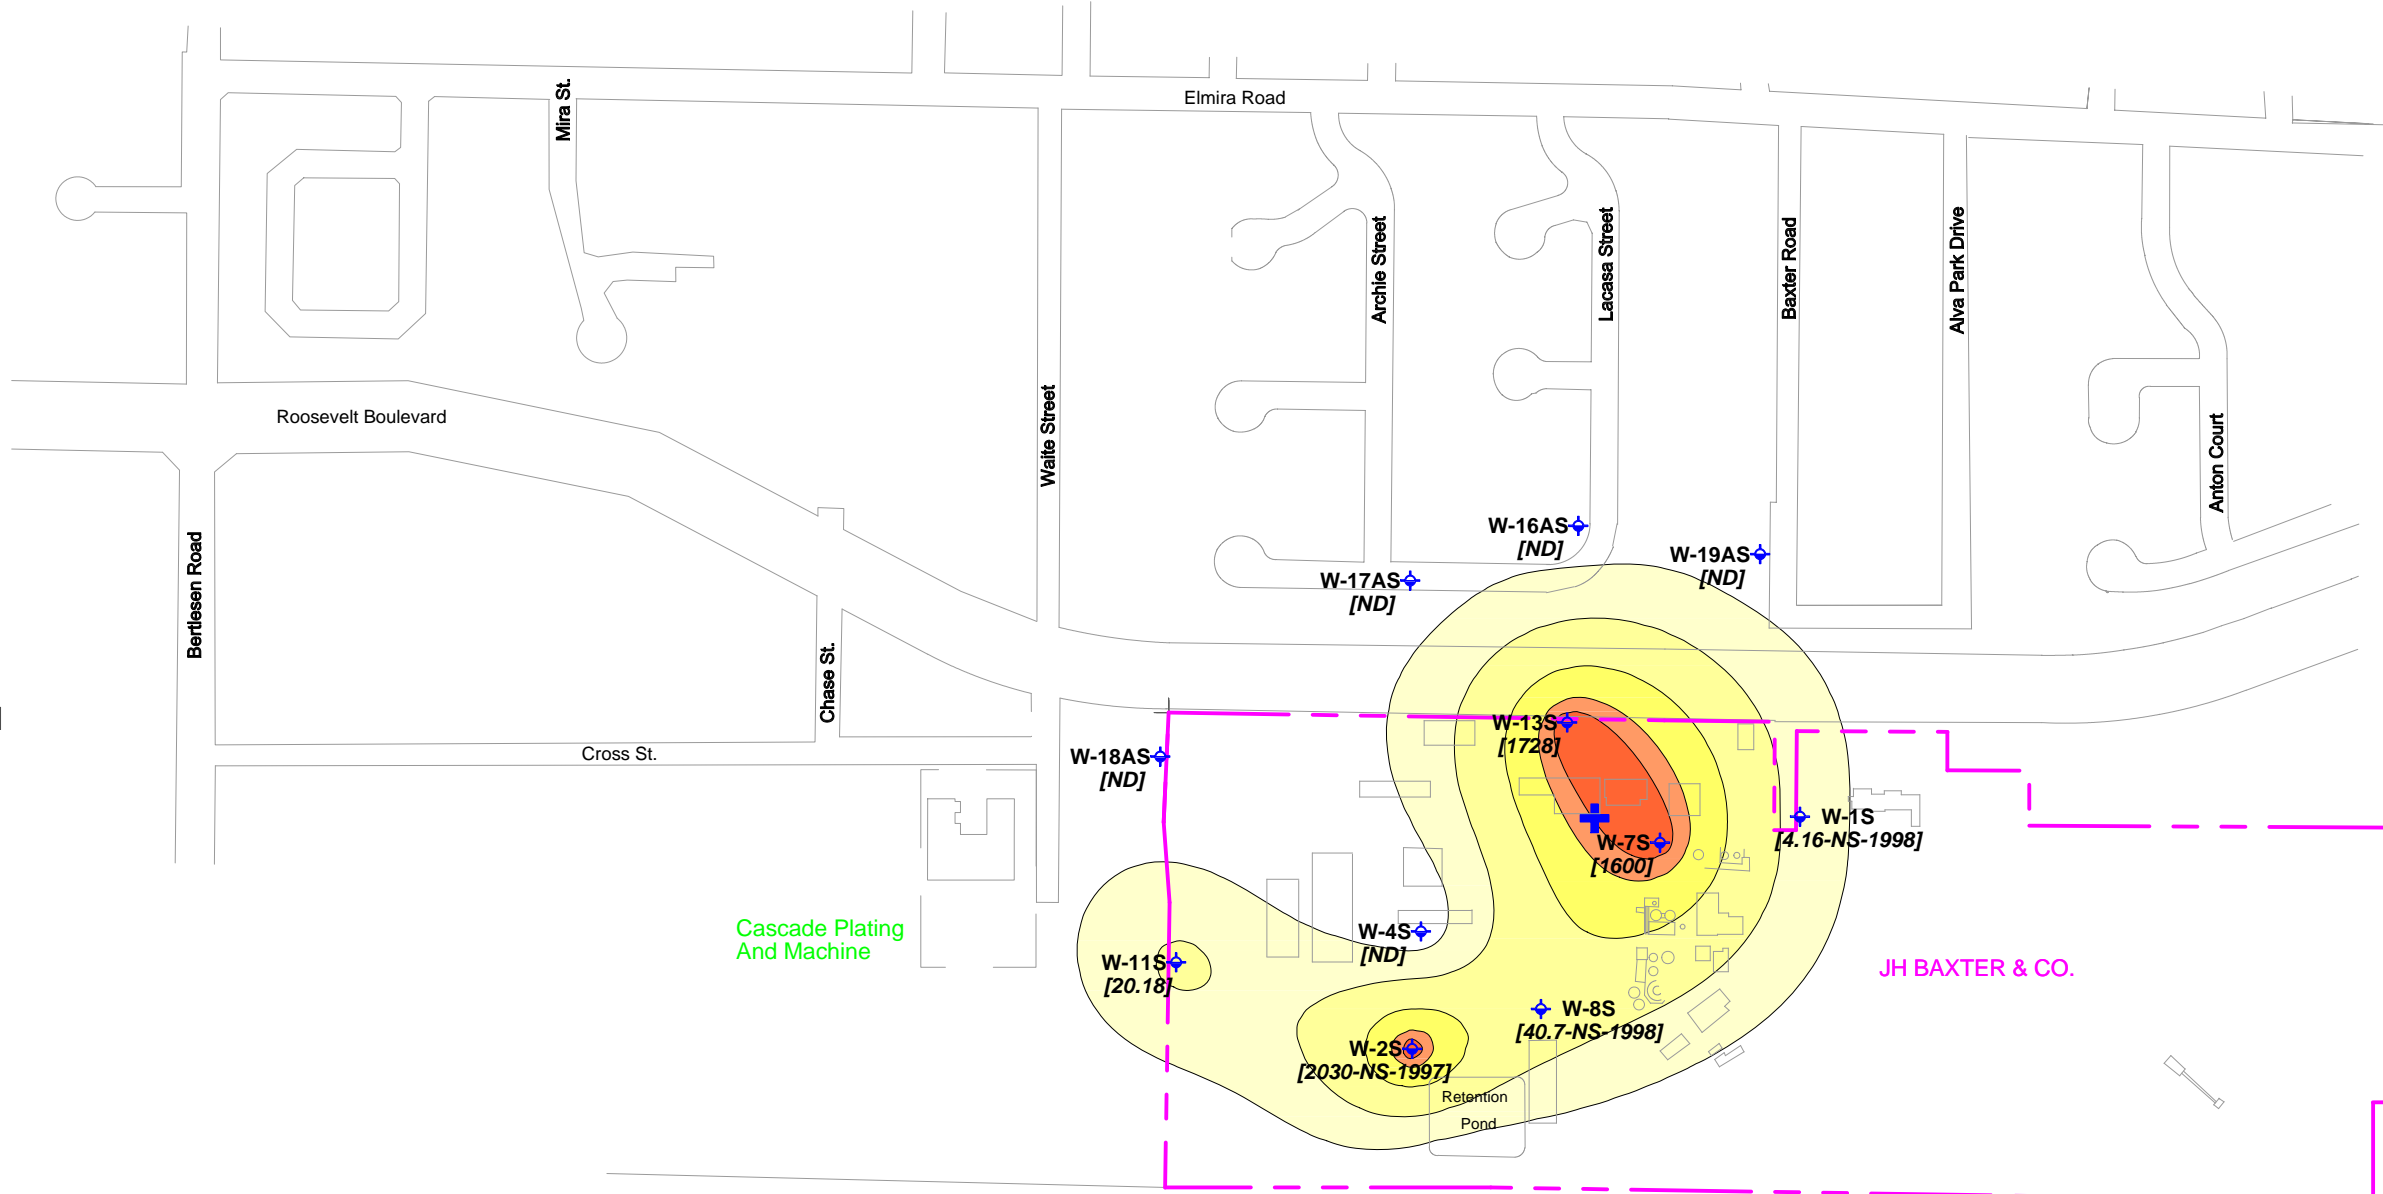 Elmira Road
Mira St.
Archie Street
Lacasa Street
Baxter Road
Alva Park Drive
Waite Street
Roosevelt Boulevard
Anton Court
Bertlesen Road
W-16AS
[ND]
W-19AS
[ND]
W-17AS
[ND]
Chase St.
Cross St.
W-13S
[1728]
W-18AS
[ND]
W-1S
[4.16-NS-1998]
W-7S
[1600]
Cascade Plating
And Machine
W-4S
[ND]
W-11S
[20.18]
JH BAXTER & CO.
W-8S
[40.7-NS-1998]
W-2S
[2030-NS-1997]
Retention
Pond